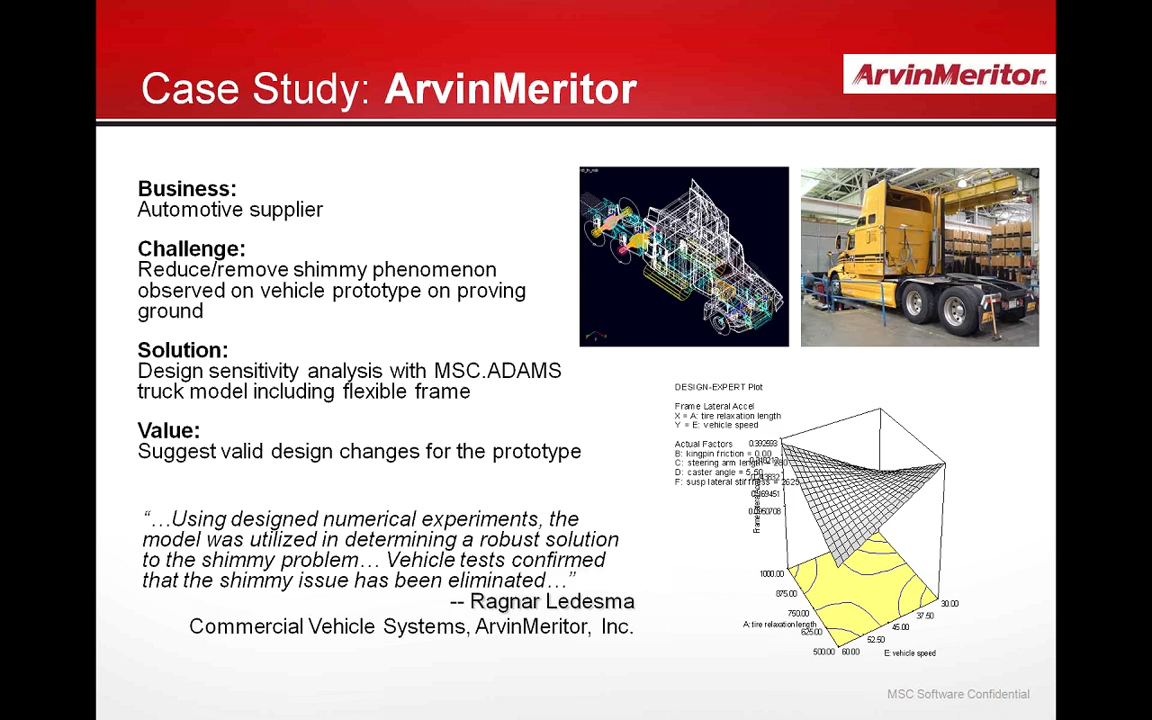 Case Study: ArvinMeritor
ArvinMeritor
Business:
Automotive supplier
Challenge:
Reduce/remove shimmy phenomenon
observed on vehicle prototype on proving
ground
Solution:
Design sensitivity analysis with MSC.ADAMS
truck model including flexible frame
Value:
Suggest valid design changes for the prototype
“…Using designed numerical experiments, the
model was utilized in determining a robust solution
to the shimmy problem… Vehicle tests confirmed
that the shimmy issue has been eliminated…”
-- Ragnar Ledesma
Commercial Vehicle Systems, ArvinMeritor, Inc.
DESIGN-EXPERT Plot
Frame Lateral Accel
X = A: tire relaxation length
Y = E: vehicle speed
Actual Factors
B: kingpin friction = 0.00
C: steering arm length
D: caster angle = 5.50
F: susp lateral stiffness = 2625
1000.00
875.00
750.00
625.00
500.00
A: tire relaxation length
60.00
52.50
45.00
37.50
30.00
E: vehicle speed
MSC Software Confidential